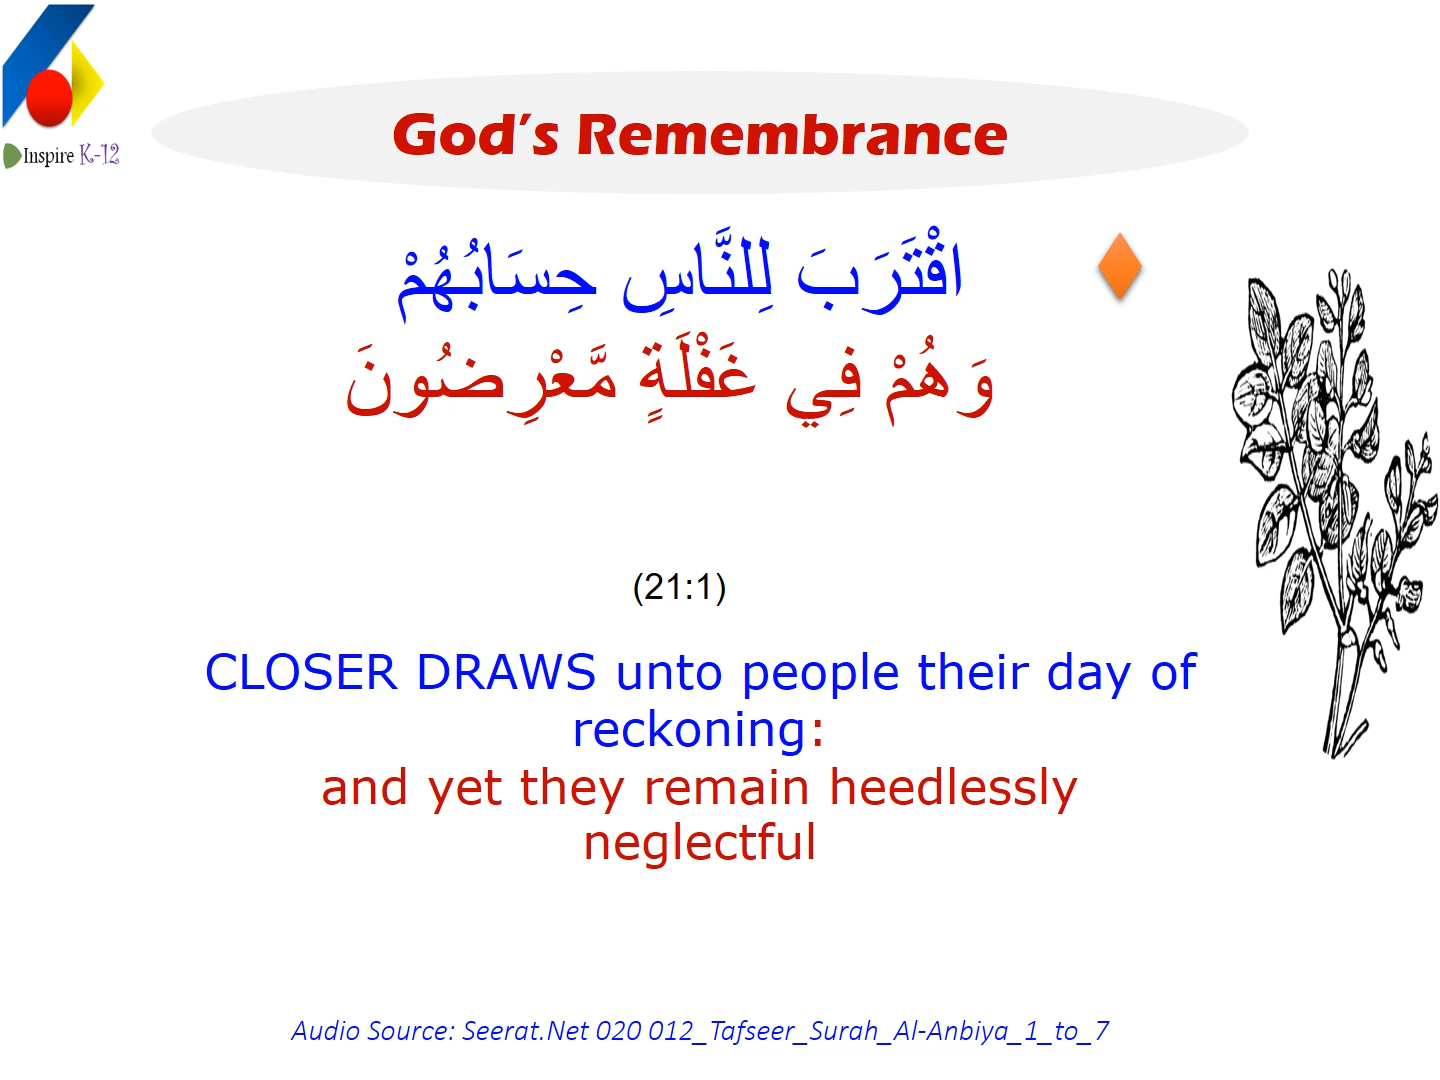 Inspire K-12
God’s Remembrance
اقْتَرَبَ لِلنَّاسِ حِسَابُهُمْ
وَهُمْ فِي غَفْلَةٍ مَّعْرِضُونَ
(21:1)
CLOSER DRAWS unto people their day of
reckoning:
and yet they remain heedlessly
neglectful
Audio Source: Seerat.Net 020 012_Tafseer_Surah_Al-Anbiya_1_to_7